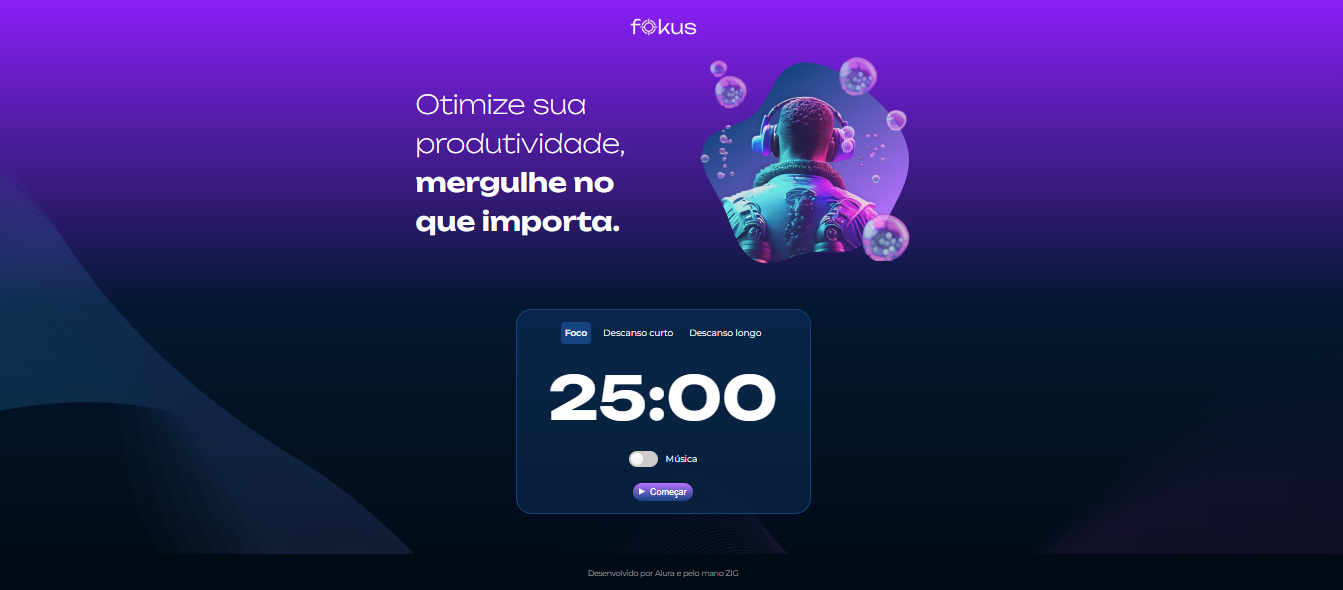 fokus
Otimize sua
produtividade,
mergulhe no
que importa.
Foco
Descanso curto
Descanso longo
25:00
Música
Começar
Desenvolvido por Alura e pelo mano ZIG